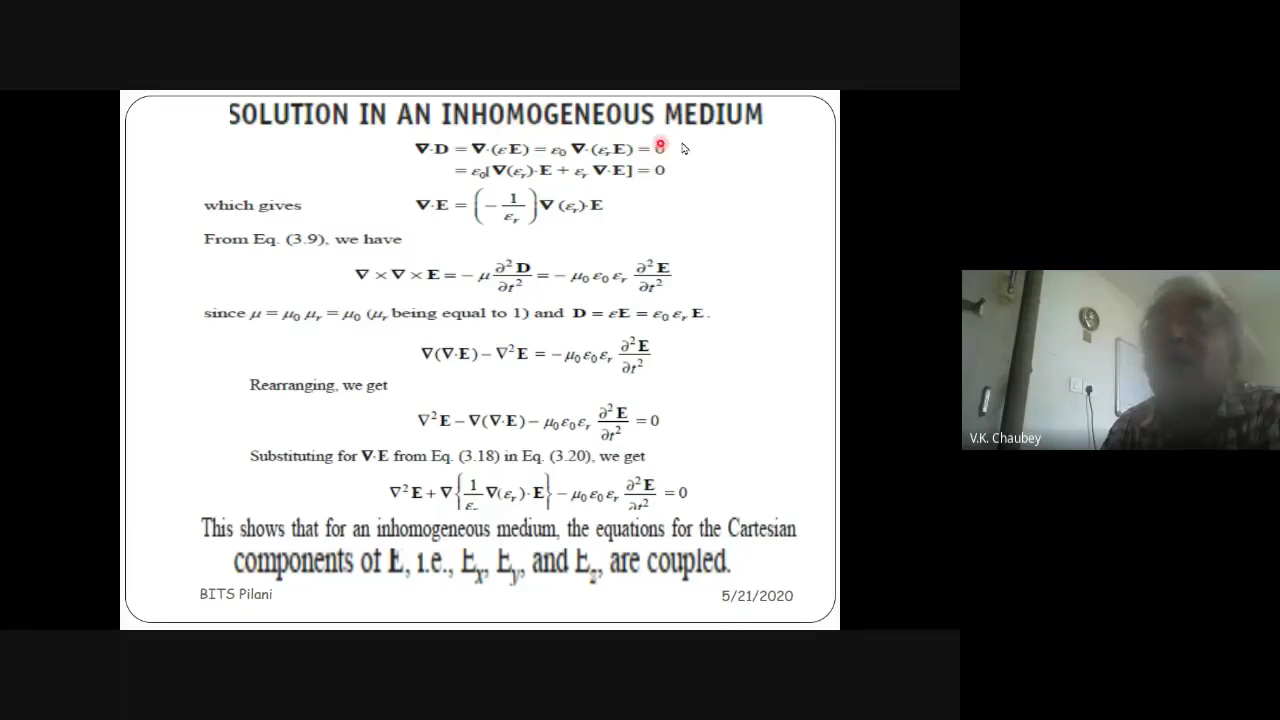 SOLUTION IN AN INHOMOGENEOUS MEDIUM
∇·D = ∇·(εE) = ε₀ ∇·(εᵣE) = 0
= ε₀[∇(εᵣ)·E + εᵣ ∇·E] = 0
which gives ∇·E = (−1/εᵣ)∇(εᵣ)·E
From Eq. (3.9), we have
∇ × ∇ × E = − μ ∂²D/∂t² = − μ₀ ε₀ εᵣ ∂²E/∂t²
since μ = μ₀ μᵣ = μ₀ (μᵣ being equal to 1) and D = εE = ε₀ εᵣ E.
∇(∇·E) − ∇²E = −μ₀ ε₀ εᵣ ∂²E/∂t²
Rearranging, we get
∇²E − ∇(∇·E) − μ₀ ε₀ εᵣ ∂²E/∂t² = 0
Substituting for ∇·E from Eq. (3.18) in Eq. (3.20), we get
∇²E + ∇{1/εᵣ ∇(εᵣ)·E} − μ₀ ε₀ εᵣ ∂²E/∂t² = 0
This shows that for an inhomogeneous medium, the equations for the Cartesian
components of E, i.e., Eₓ, E_y, and E_z, are coupled.
BITS Pilani 5/21/2020
V.K. Chaubey